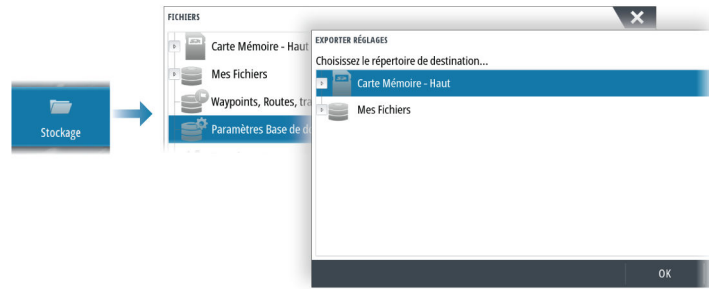 Stockage
FICHIERS
Carte Mémoire - Haut
Mes Fichiers
Waypoints, Routes,
Paramètres Base de
EXPORTER RÉGLAGES
Choisissez le répertoire de destination...
Carte Mémoire - Haut
Mes Fichiers
OK